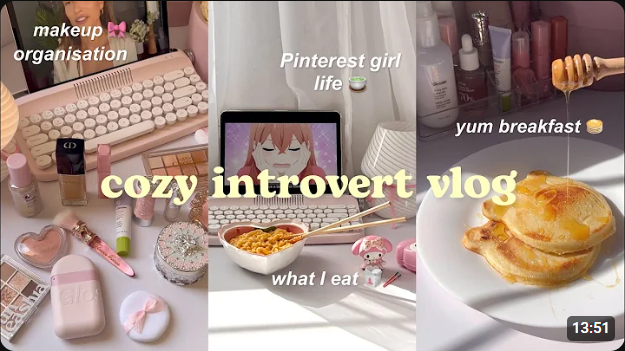 makeup 🎀
organisation
Pinterest girl
life 🍵
yum breakfast 🥞
cozy introvert vlog
what I eat 🍚🥢
13:51